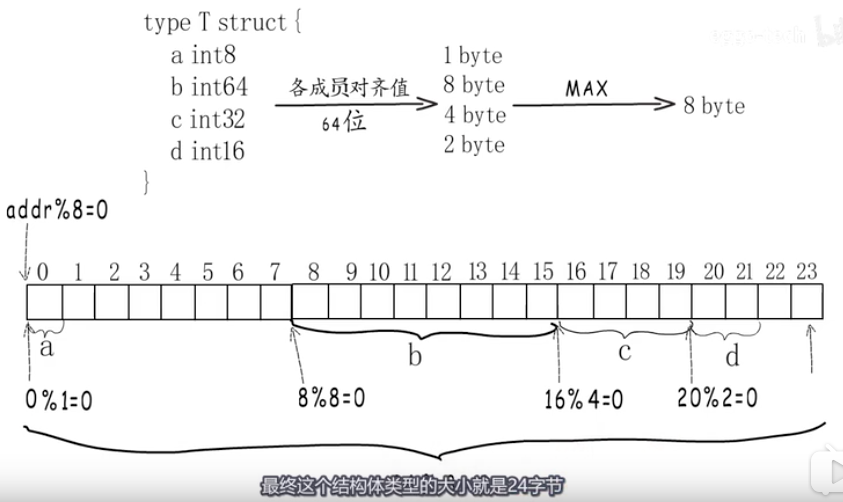 type T struct {
a int8
b int64
c int32
d int16
}
各成员对齐值
64位
1 byte
8 byte
4 byte
2 byte
MAX
8 byte
addr%8=0
0 1 2 3 4 5 6 7 8 9 10 11 12 13 14 15 16 17 18 19 20 21 22 23
a b c d
0%1=0 8%8=0 16%4=0 20%2=0
最终这个结构体类型的大小就是24字节